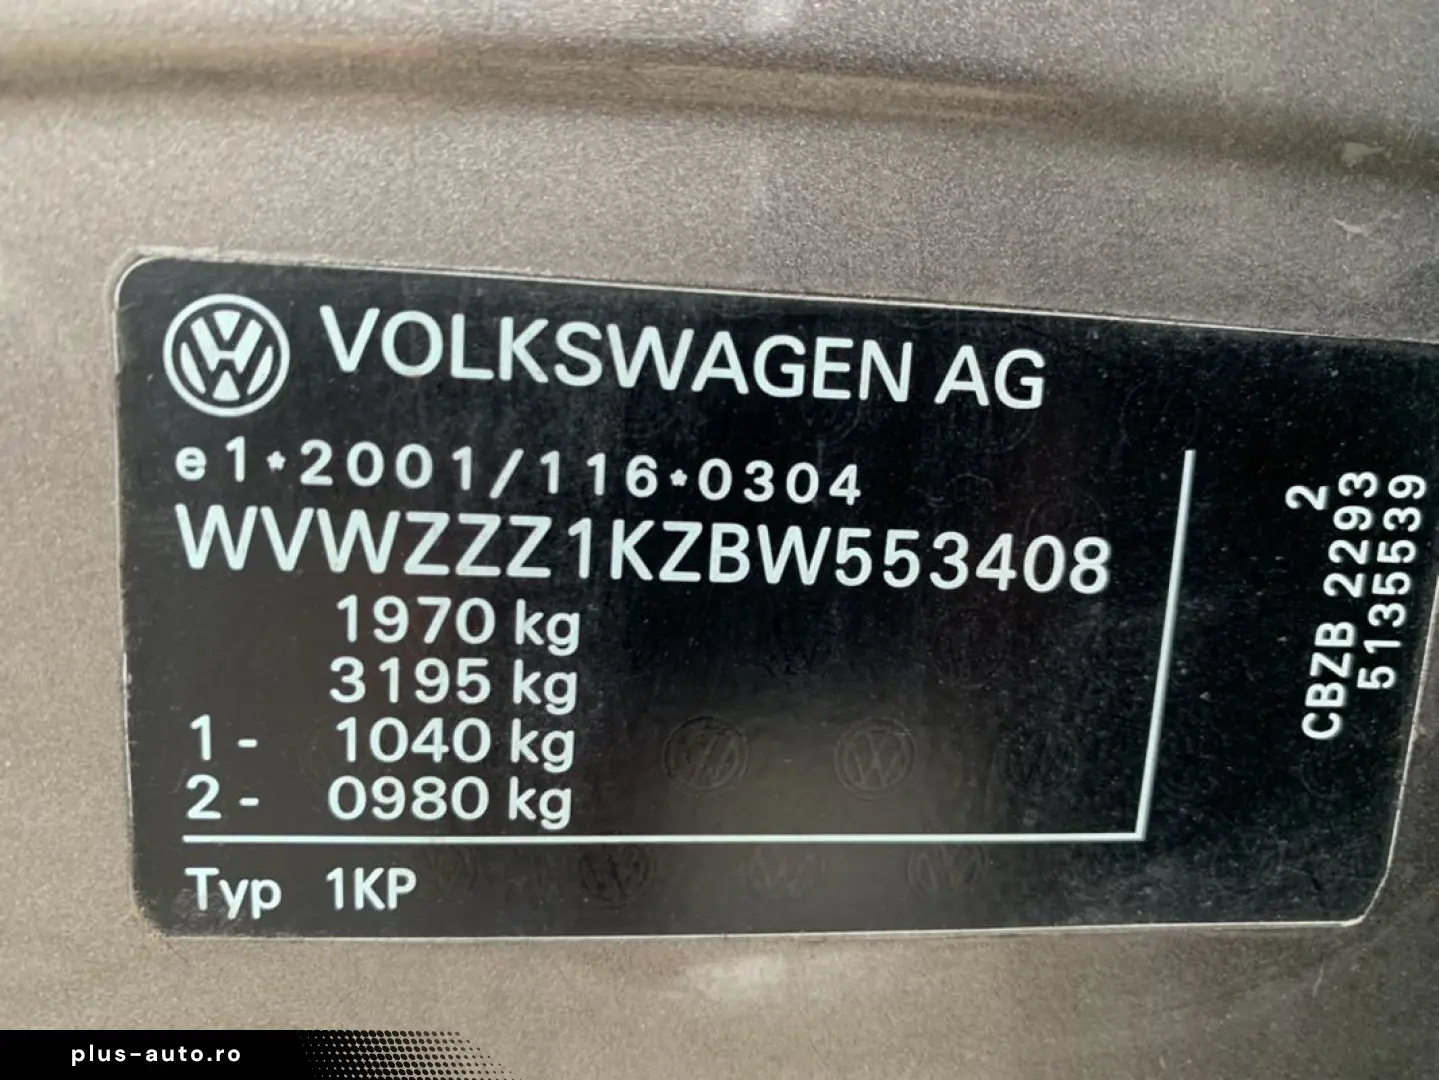 VOLKSWAGEN AG
e1*2001/116*0304
WVWZZZ1KZBW553408
1970 kg
3195 kg
1 - 1040 kg
2 - 0980 kg
Typ 1KP
2
CBZB 2293
5135539
plus-auto.ro